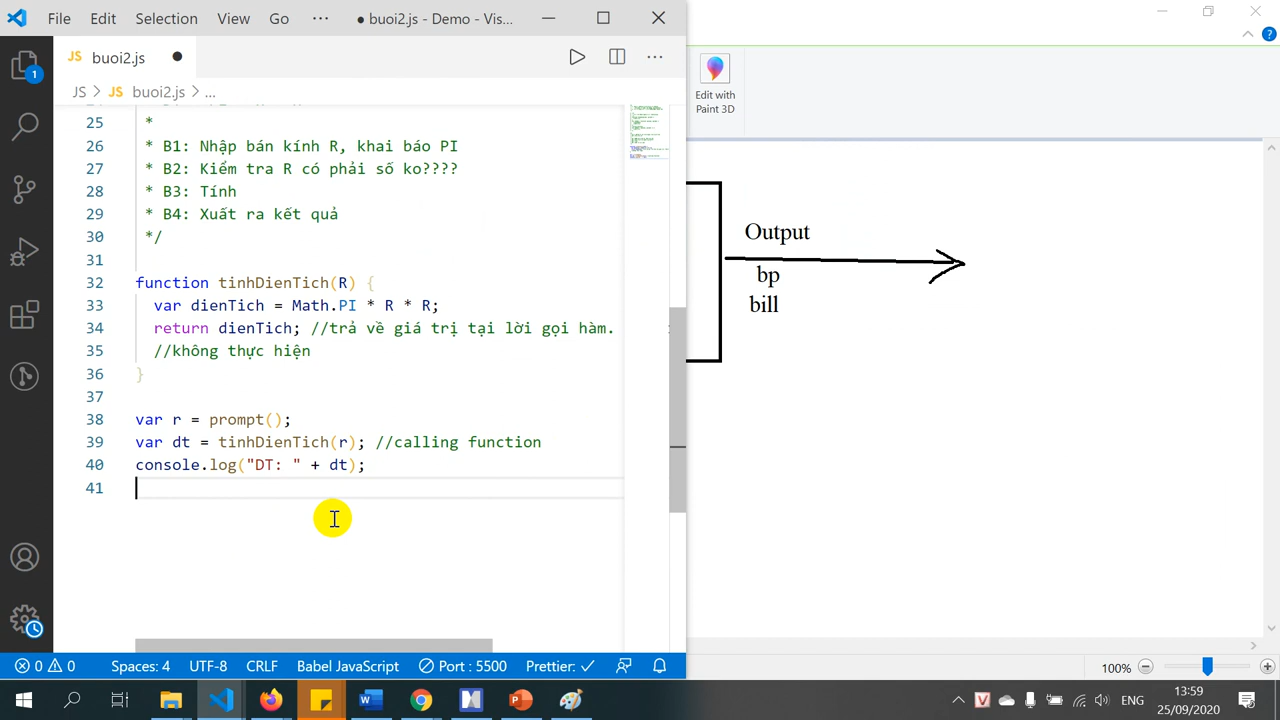 File Edit Selection View Go ··· ● buoi2.js - Demo - Vis...
JS buoi2.js ●
JS > JS buoi2.js > ...
25 *
26 * B1: Nhập bán kính R, khai báo PI
27 * B2: Kiểm tra R có phải số ko????
28 * B3: Tính
29 * B4: Xuất ra kết quả
30 */
31
32 function tinhDienTich(R) {
33 var dienTich = Math.PI * R * R;
34 return dienTich; //trả về giá trị tại lời gọi hàm.
35 //không thực hiện
36 }
37
38 var r = prompt();
39 var dt = tinhDienTich(r); //calling function
40 console.log("DT: " + dt);
41
1
0 0 Spaces: 4 UTF-8 CRLF Babel JavaScript Port : 5500 Prettier: ✓
Edit with
Paint 3D
Output
bp
bill
100%
ENG
13:59
25/09/2020